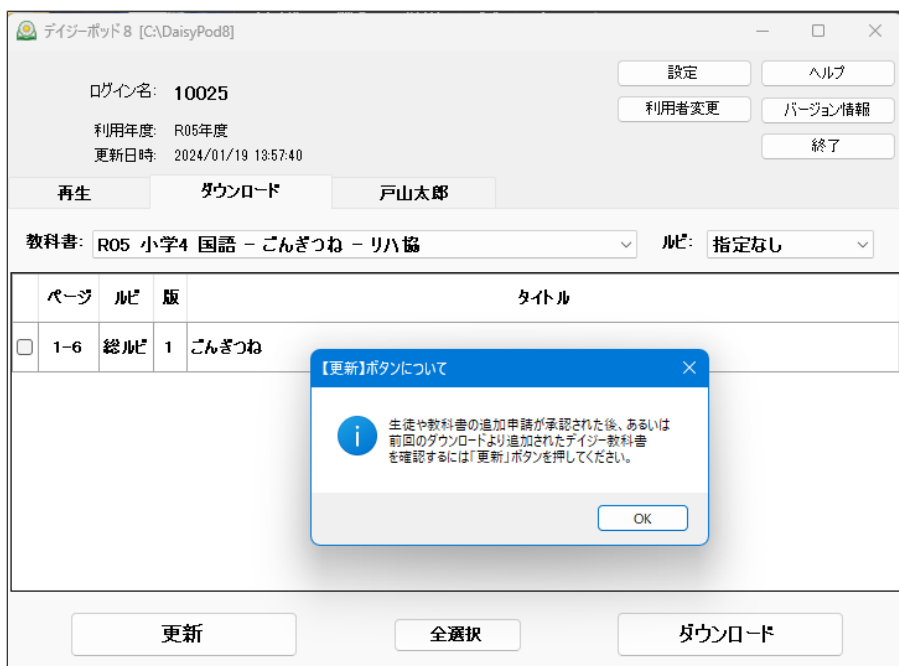 デイジーポッド8 [C:\DaisyPod8]
設定
ヘルプ
ログイン名: 10025
利用者変更
バージョン情報
利用年度: R05年度
更新日時: 2024/01/19 13:57:40
終了
再生 ダウンロード 戸山太郎
教科書: R05 小学4 国語 - ごんぎつね - リハ協 ルビ: 指定なし
ページ ルビ 版 タイトル
1-6 総ルビ 1 ごんぎつね
【更新】ボタンについて
生徒や教科書の追加申請が承認された後、あるいは
前回のダウンロードより追加されたデイジー教科書
を確認するには「更新」ボタンを押してください。
OK
更新 全選択 ダウンロード